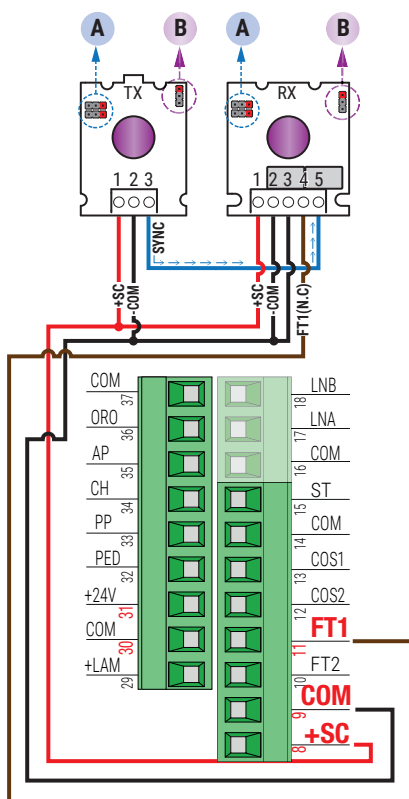 A B A B
TX RX
1 2 3 1 2 3 4 5
SYNC
+SC -COM +SC -COM FT1(N.C)
COM 37 18 LNB
ORO 36 17 LNA
AP 35 16 COM
CH 34 15 ST
PP 33 14 COM
PED 32 13 COS1
+24V 31 12 COS2
COM 30 11 FT1
+LAM 29 10 FT2
9 COM
8 +SC